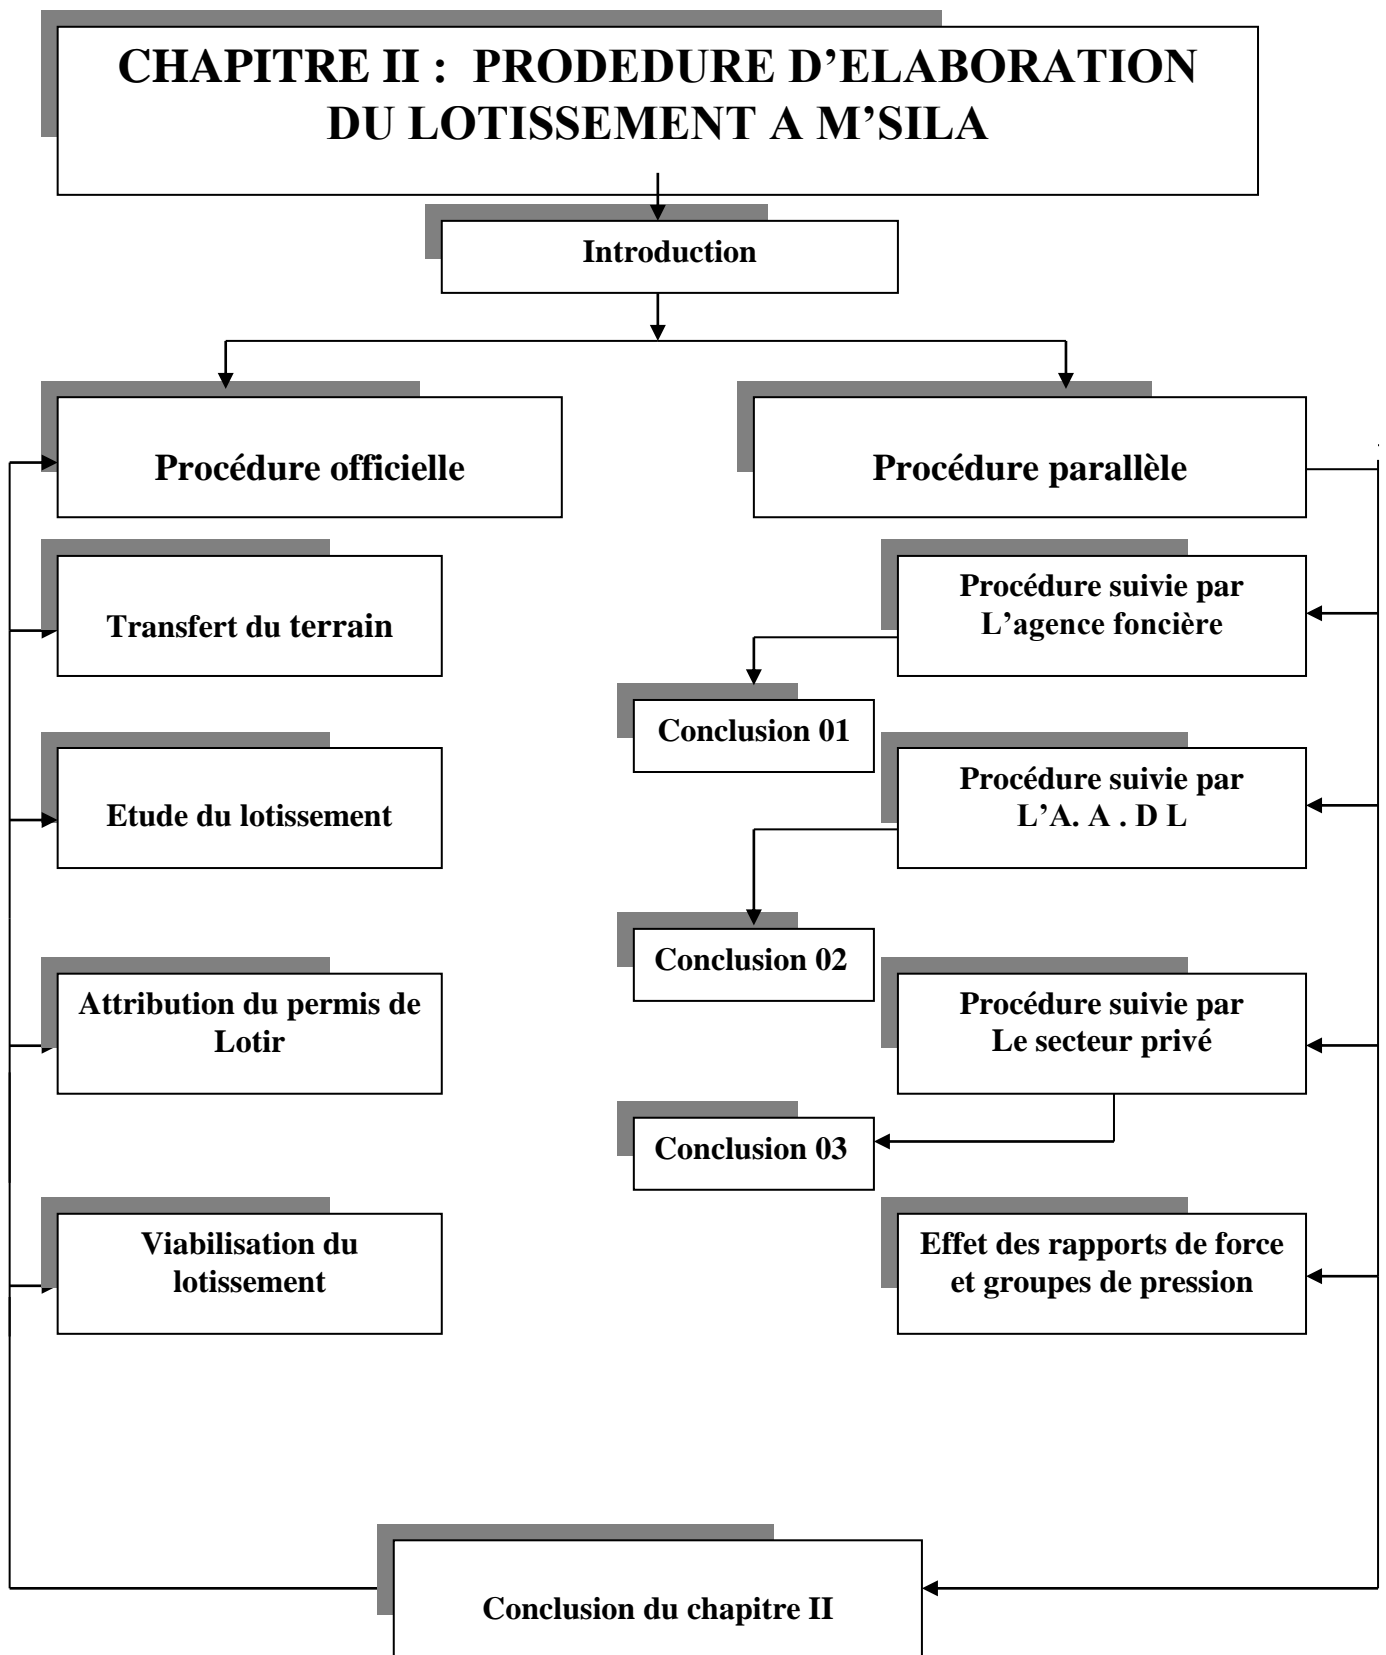 CHAPITRE II : PRODEDURE D’ELABORATION
DU LOTISSEMENT A M’SILA
Introduction
Procédure officielle
Procédure parallèle
Transfert du terrain
Procédure suivie par
L’agence foncière
Conclusion 01
Etude du lotissement
Procédure suivie par
L’A. A . D L
Conclusion 02
Attribution du permis de
Lotir
Procédure suivie par
Le secteur privé
Conclusion 03
Viabilisation du
lotissement
Effet des rapports de force
et groupes de pression
Conclusion du chapitre II